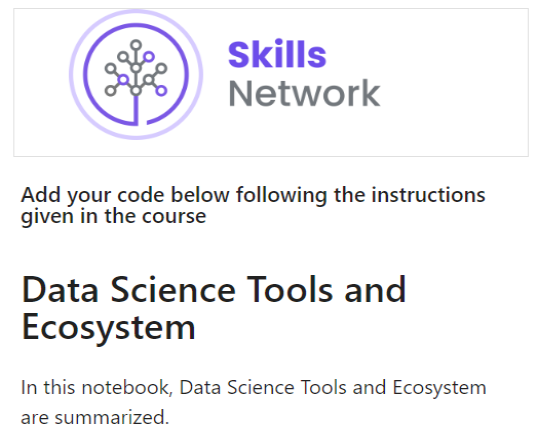 Skills
Network
Add your code below following the instructions
given in the course
Data Science Tools and
Ecosystem
In this notebook, Data Science Tools and Ecosystem
are summarized.